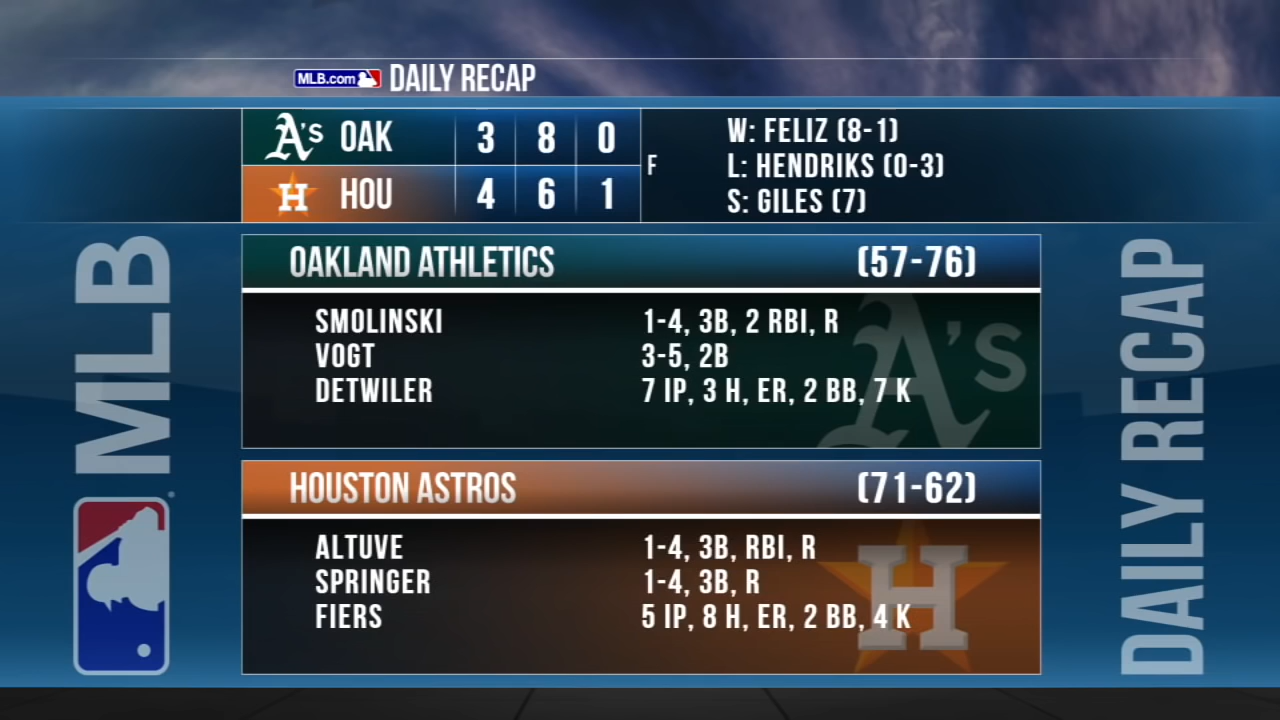 MLB.com DAILY RECAP
A's OAK 3 8 0
H HOU 4 6 1
F
W: FELIZ (8-1)
L: HENDRIKS (0-3)
S: GILES (7)
OAKLAND ATHLETICS (57-76)
SMOLINSKI 1-4, 3B, 2 RBI, R
VOGT 3-5, 2B
DETWILER 7 IP, 3 H, ER, 2 BB, 7 K
A's
HOUSTON ASTROS (71-62)
ALTUVE 1-4, 3B, RBI, R
SPRINGER 1-4, 3B, R
FIERS 5 IP, 8 H, ER, 2 BB, 4 K
H
MLB
DAILY RECAP